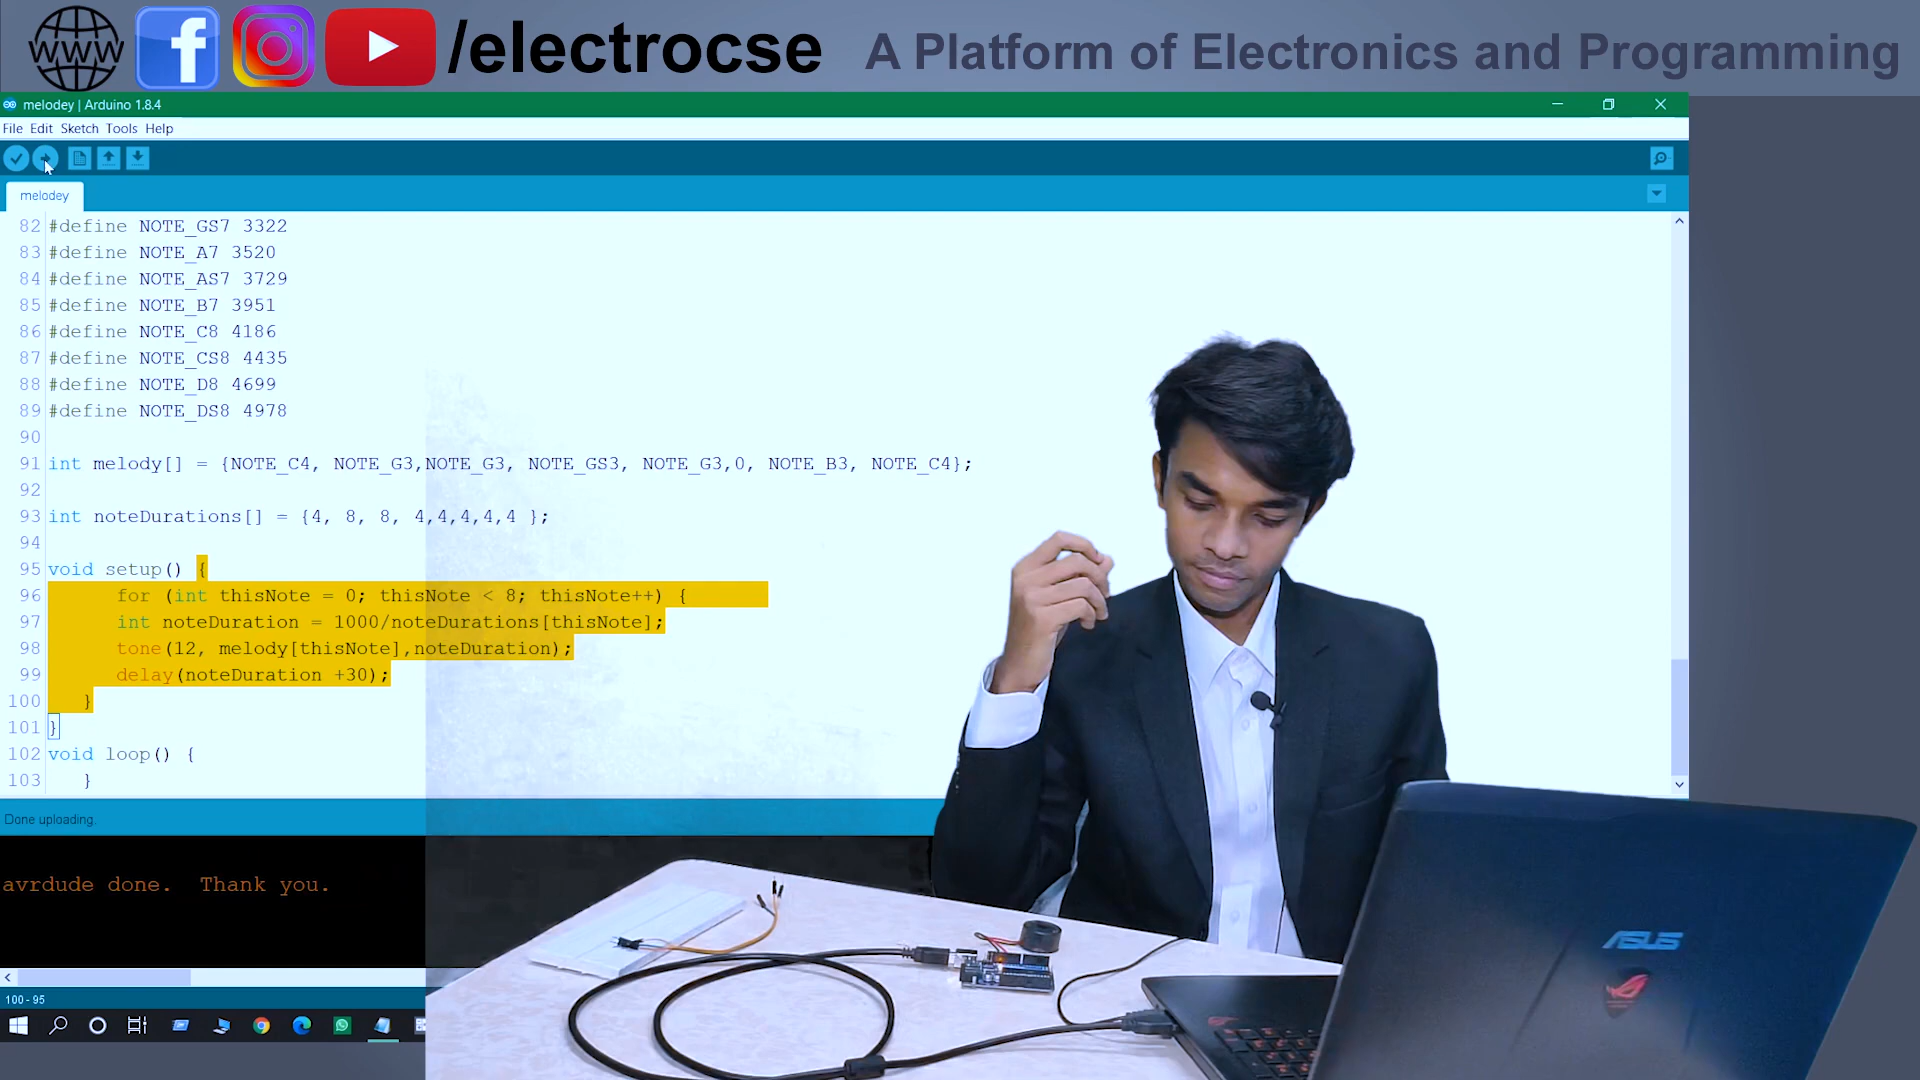 WWW f /electrocse A Platform of Electronics and Programming
melodey | Arduino 1.8.4
File Edit Sketch Tools Help
melodey
82 #define NOTE_GS7 3322
83 #define NOTE_A7 3520
84 #define NOTE_AS7 3729
85 #define NOTE_B7 3951
86 #define NOTE_C8 4186
87 #define NOTE_CS8 4435
88 #define NOTE_D8 4699
89 #define NOTE_DS8 4978
90
91 int melody[] = {NOTE_C4, NOTE_G3,NOTE_G3, NOTE_GS3, NOTE_G3,0, NOTE_B3, NOTE_C4};
92
93 int noteDurations[] = {4, 8, 8, 4,4,4,4,4 };
94
95 void setup() {
96 for (int thisNote = 0; thisNote < 8; thisNote++) {
97 int noteDuration = 1000/noteDurations[thisNote];
98 tone(12, melody[thisNote],noteDuration);
99 delay(noteDuration +30);
100 }
101 }
102 void loop() {
103 }
Done uploading.
avrdude done. Thank you.
100 - 95
ASUS